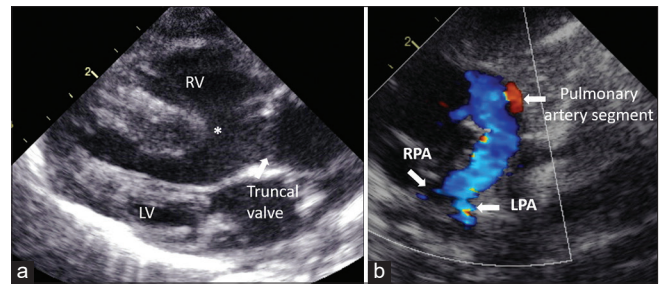 2
RV
*
Truncal
valve
LV
a
2
Pulmonary
artery segment
RPA
LPA
b